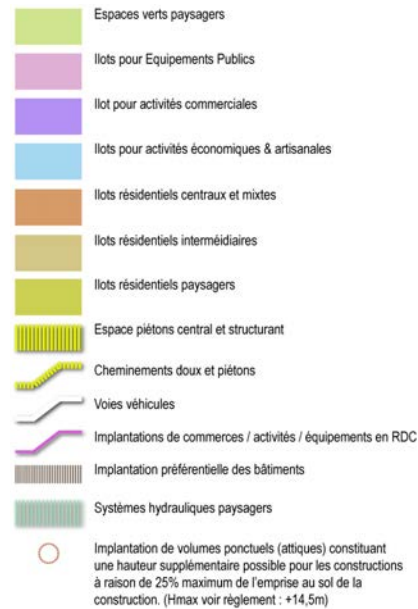 Espaces verts paysagers
Ilots pour Equipements Publics
Ilot pour activités commerciales
Ilots pour activités économiques & artisanales
Ilots résidentiels centraux et mixtes
Ilots résidentiels interméidiaires
Ilots résidentiels paysagers
Espace piétons central et structurant
Cheminements doux et piétons
Voies véhicules
Implantations de commerces / activités / équipements en RDC
Implantation préférentielle des bâtiments
Systèmes hydrauliques paysagers
Implantation de volumes ponctuels (attiques) constituant
une hauteur supplémentaire possible pour les constructions
à raison de 25% maximum de l'emprise au sol de la
construction. (Hmax voir règlement : +14,5m)